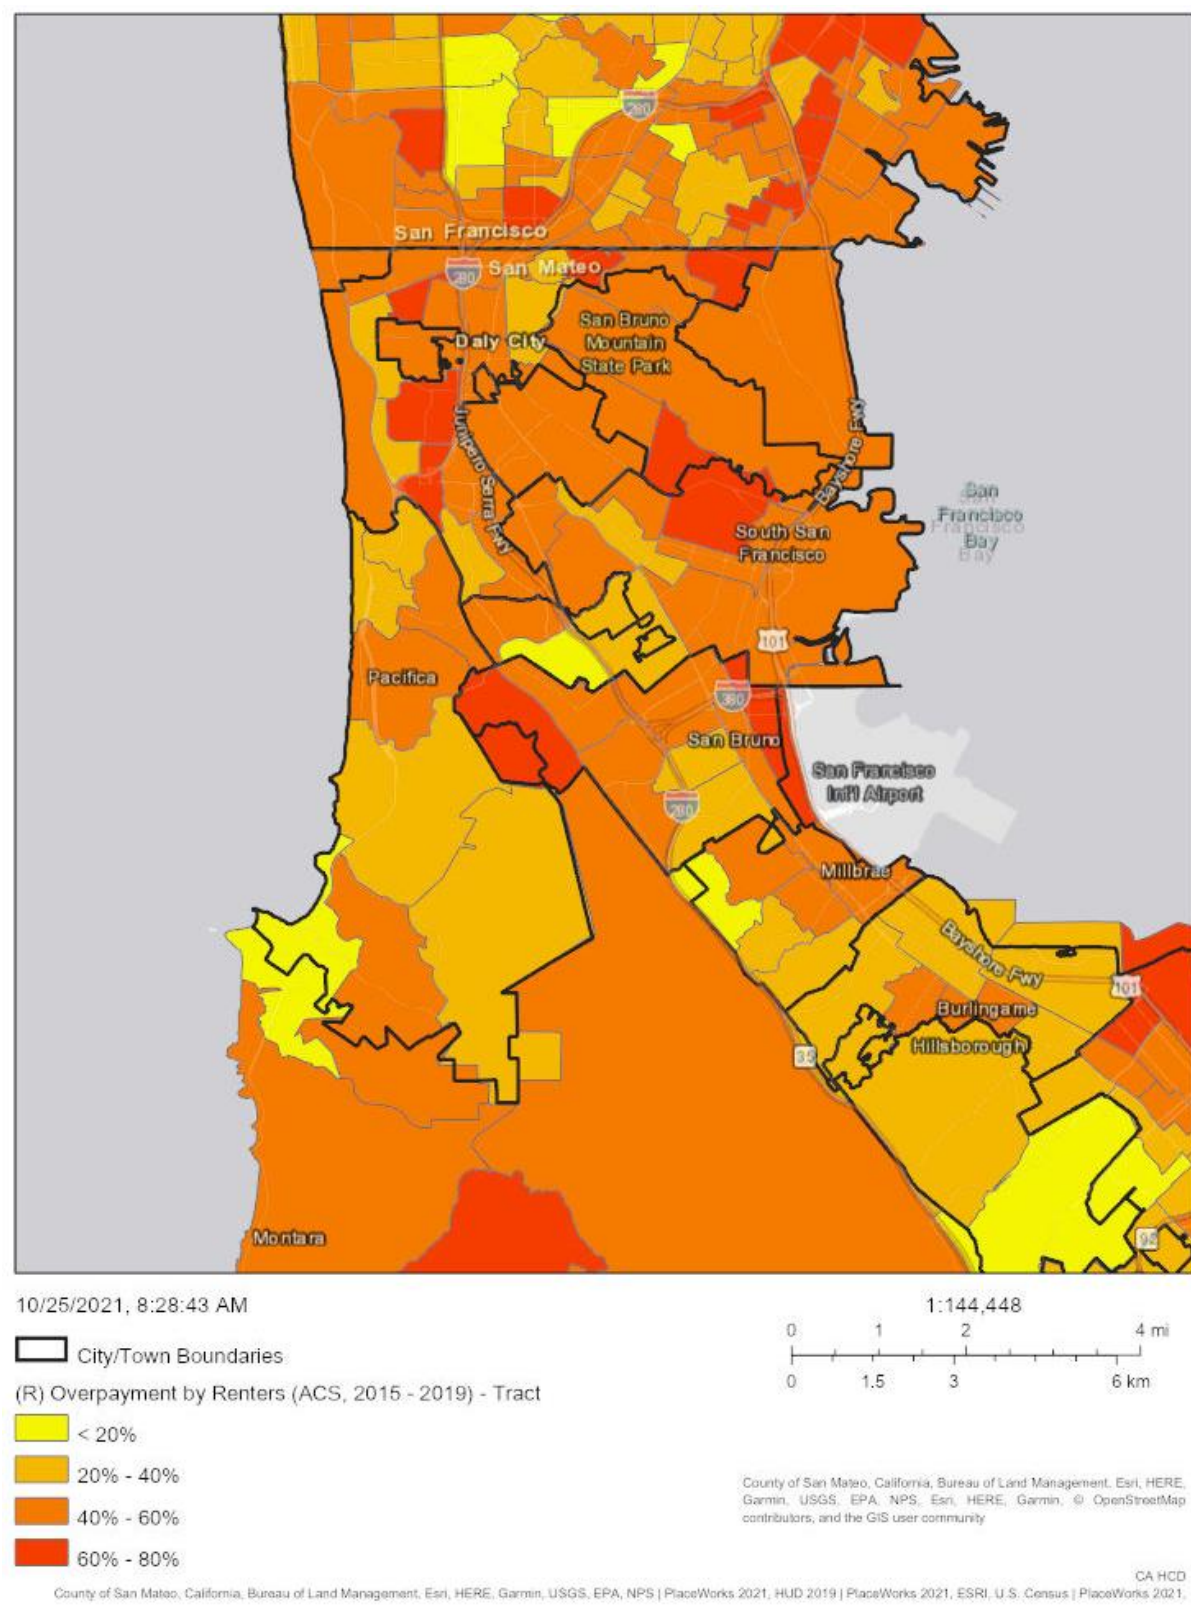 280
San Francisco
280
San Mateo
San Bruno
Mountain
State Park
Daly City
Junipero Serra Fwy
Bayshore Fwy
San
Francisco
Bay
San
Francisco
Bay
South San
Francisco
101
Pacifica
380
San Bruno
San Francisco
Int'l Airport
280
Millbrae
Bayshore Fwy
101
Burlingame
Hillsborough
35
Montara
92
10/25/2021, 8:28:43 AM
1:144,448
0 1 2 4 mi
0 1.5 3 6 km
City/Town Boundaries
(R) Overpayment by Renters (ACS, 2015 - 2019) - Tract
< 20%
20% - 40%
40% - 60%
60% - 80%
County of San Mateo, California, Bureau of Land Management, Esri, HERE,
Garmin, USGS, EPA, NPS, Esri, HERE, Garmin, © OpenStreetMap
contributors, and the GIS user community
CA HCD
County of San Mateo, California, Bureau of Land Management, Esri, HERE, Garmin, USGS, EPA, NPS | PlaceWorks 2021, HUD 2019 | PlaceWorks 2021, ESRI, U.S. Census | PlaceWorks 2021,